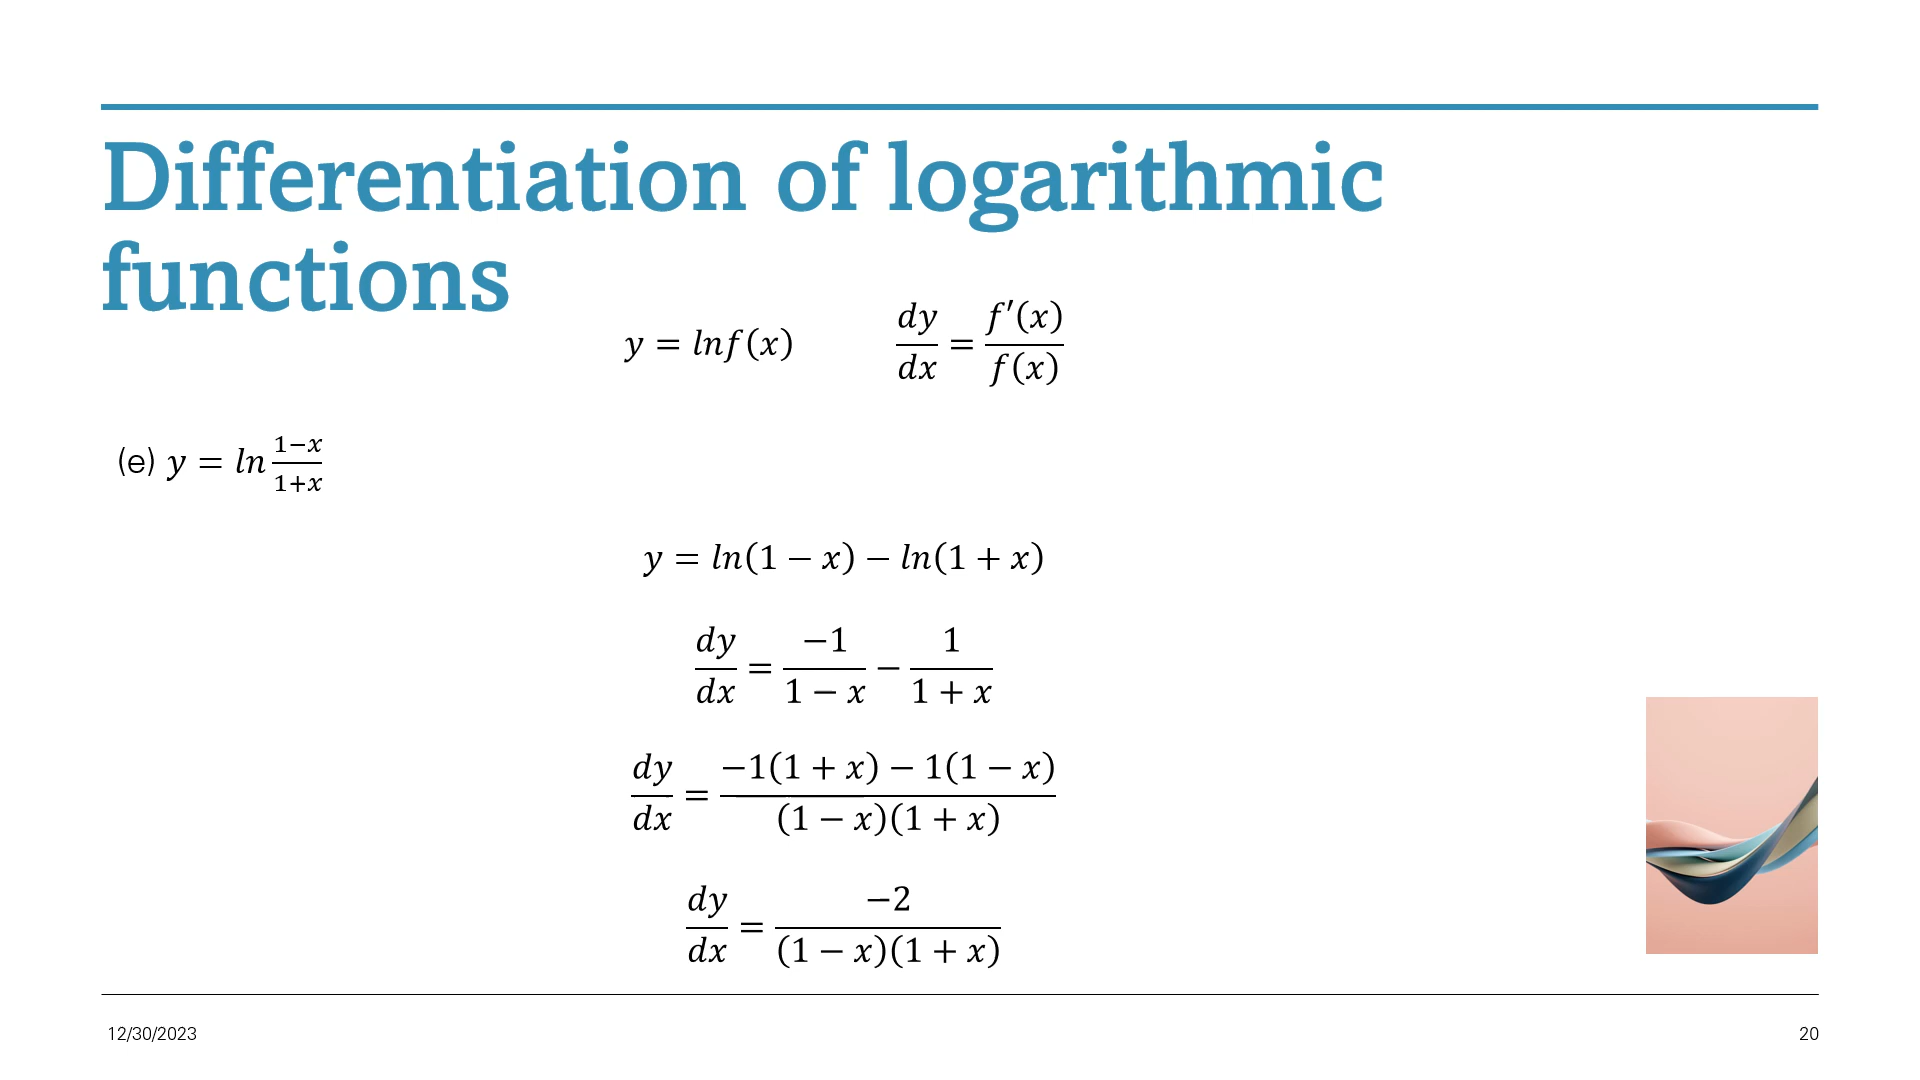 Differentiation of logarithmic
functions
y = lnf(x) dy/dx = f′(x)/f(x)
(e) y = ln (1−x)/(1+x)
y = ln(1 − x) − ln(1 + x)
dy/dx = −1/(1 − x) − 1/(1 + x)
dy/dx = (−1(1 + x) − 1(1 − x))/((1 − x)(1 + x))
dy/dx = −2/((1 − x)(1 + x))
12/30/2023
20